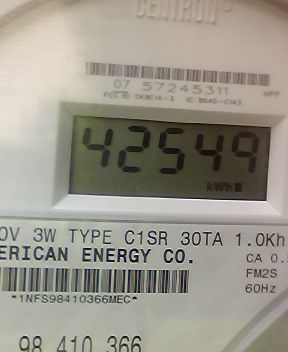 CENTRON
07 57245311
42549
kWh
0V 3W TYPE C1SR 30TA 1.0Kh
ERICAN ENERGY CO.
CA 0.5
FM2S
60Hz
*1NFS98410366MEC*
98 410 366